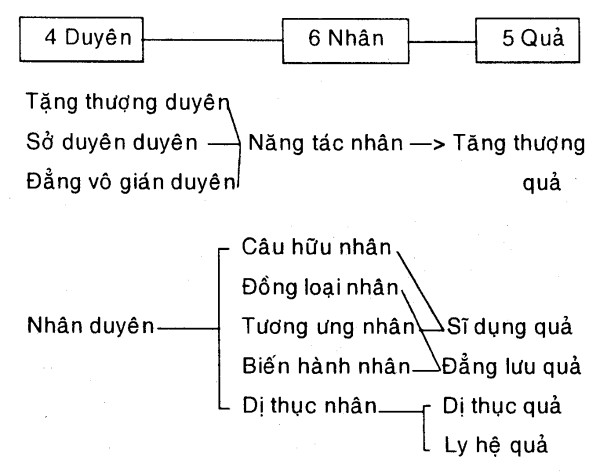 4 Duyên 6 Nhân 5 Quả
Tặng thượng duyên
Sở duyên duyên Năng tác nhân —> Tăng thượng
Đẳng vô gián duyên quả
Câu hữu nhân
Đồng loại nhân
Nhân duyên Tương ưng nhân Sĩ dụng quả
Biến hành nhân Đẳng lưu quả
Dị thục nhân Dị thục quả
Ly hệ quả